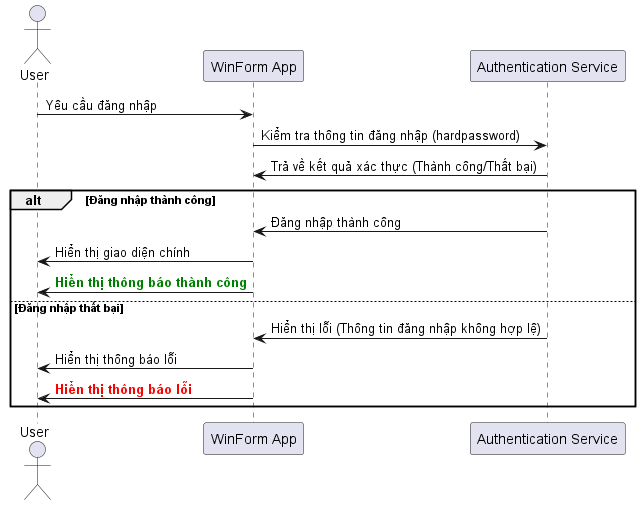 User
WinForm App
Authentication Service
Yêu cầu đăng nhập
Kiểm tra thông tin đăng nhập (hardpassword)
Trả về kết quả xác thực (Thành công/Thất bại)
alt
[Đăng nhập thành công]
Đăng nhập thành công
Hiển thị giao diện chính
Hiển thị thông báo thành công
[Đăng nhập thất bại]
Hiển thị lỗi (Thông tin đăng nhập không hợp lệ)
Hiển thị thông báo lỗi
Hiển thị thông báo lỗi
User
WinForm App
Authentication Service